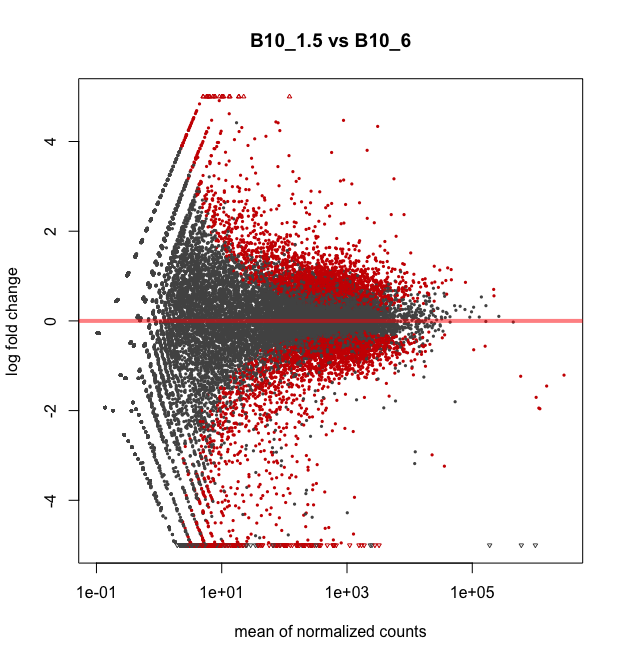 B10_1.5 vs B10_6
log fold change
4
2
0
-2
-4
1e-01 1e+01 1e+03 1e+05
mean of normalized counts